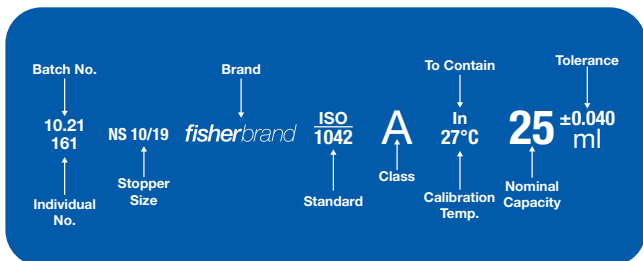 Batch No.
Brand
To Contain
Tolerance
10.21
161
NS 10/19
fisherbrand
ISO
1042
A
In
27°C
25
±0.040
ml
Individual
No.
Stopper
Size
Standard
Class
Calibration
Temp.
Nominal
Capacity